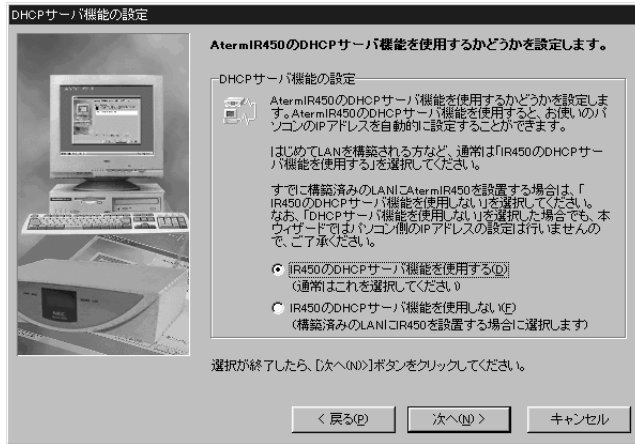 DHCPサーバ機能の設定
AtermIR450のDHCPサーバ機能を使用するかどうかを設定します。
DHCPサーバ機能の設定
AtermIR450のDHCPサーバ機能を使用するかどうかを設定しま
す。AtermIR450のDHCPサーバ機能を使用すると、お使いのパ
ソコンのIPアドレスを自動的に設定することができます。
はじめてLANを構築される方など、通常は「IR450のDHCPサー
バ機能を使用する」を選択してください。
すでに構築済みのLANにAtermIR450を設置する場合は、「
IR450のDHCPサーバ機能を使用しない」を選択してください。
なお、「DHCPサーバ機能を使用しない」を選択した場合でも、本
ウィザードではパソコン側のIPアドレスの設定は行いませんの
で、ご了承ください。
IR450のDHCPサーバ機能を使用する(D)
(通常はこれを選択してください)
IR450のDHCPサーバ機能を使用しない(F)
(構築済みのLANにIR450を設置する場合に選択します)
選択が終了したら、[次へ(N)>]ボタンをクリックしてください。
< 戻る(P)
次へ(N) >
キャンセル